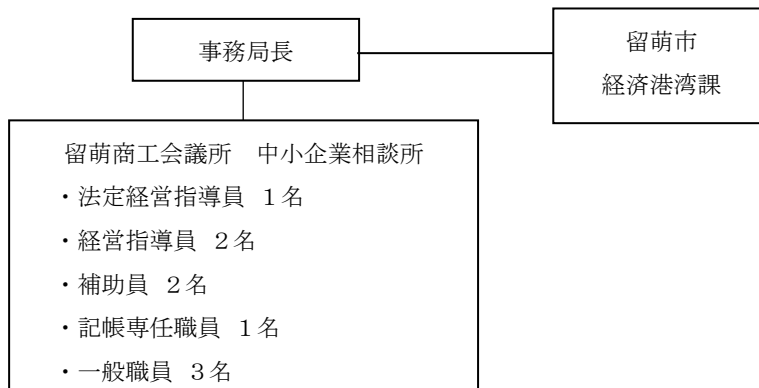 事務局長
留萌市
経済港湾課
留萌商工会議所　中小企業相談所
・法定経営指導員　１名
・経営指導員　２名
・補助員　２名
・記帳専任職員　１名
・一般職員　３名